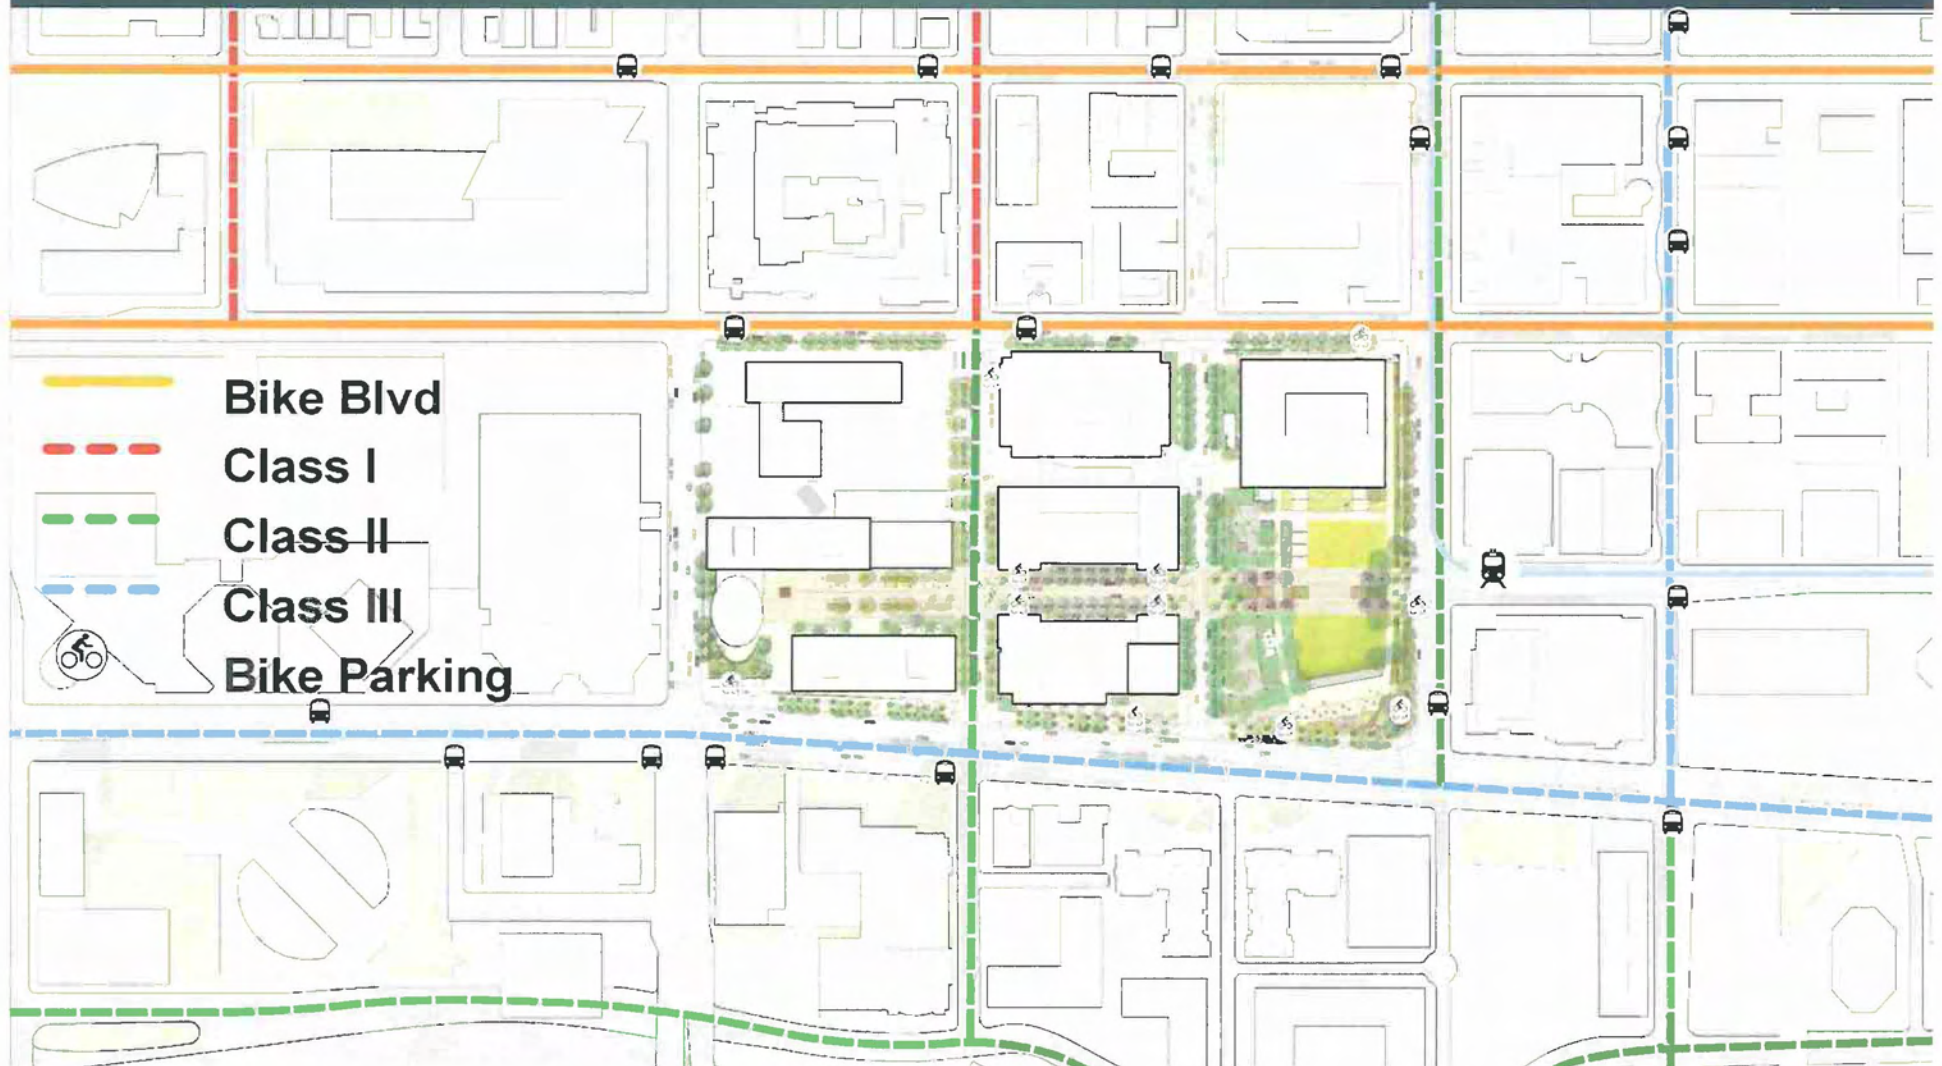 Bike Blvd
Class I
Class II
Class III
Bike Parking